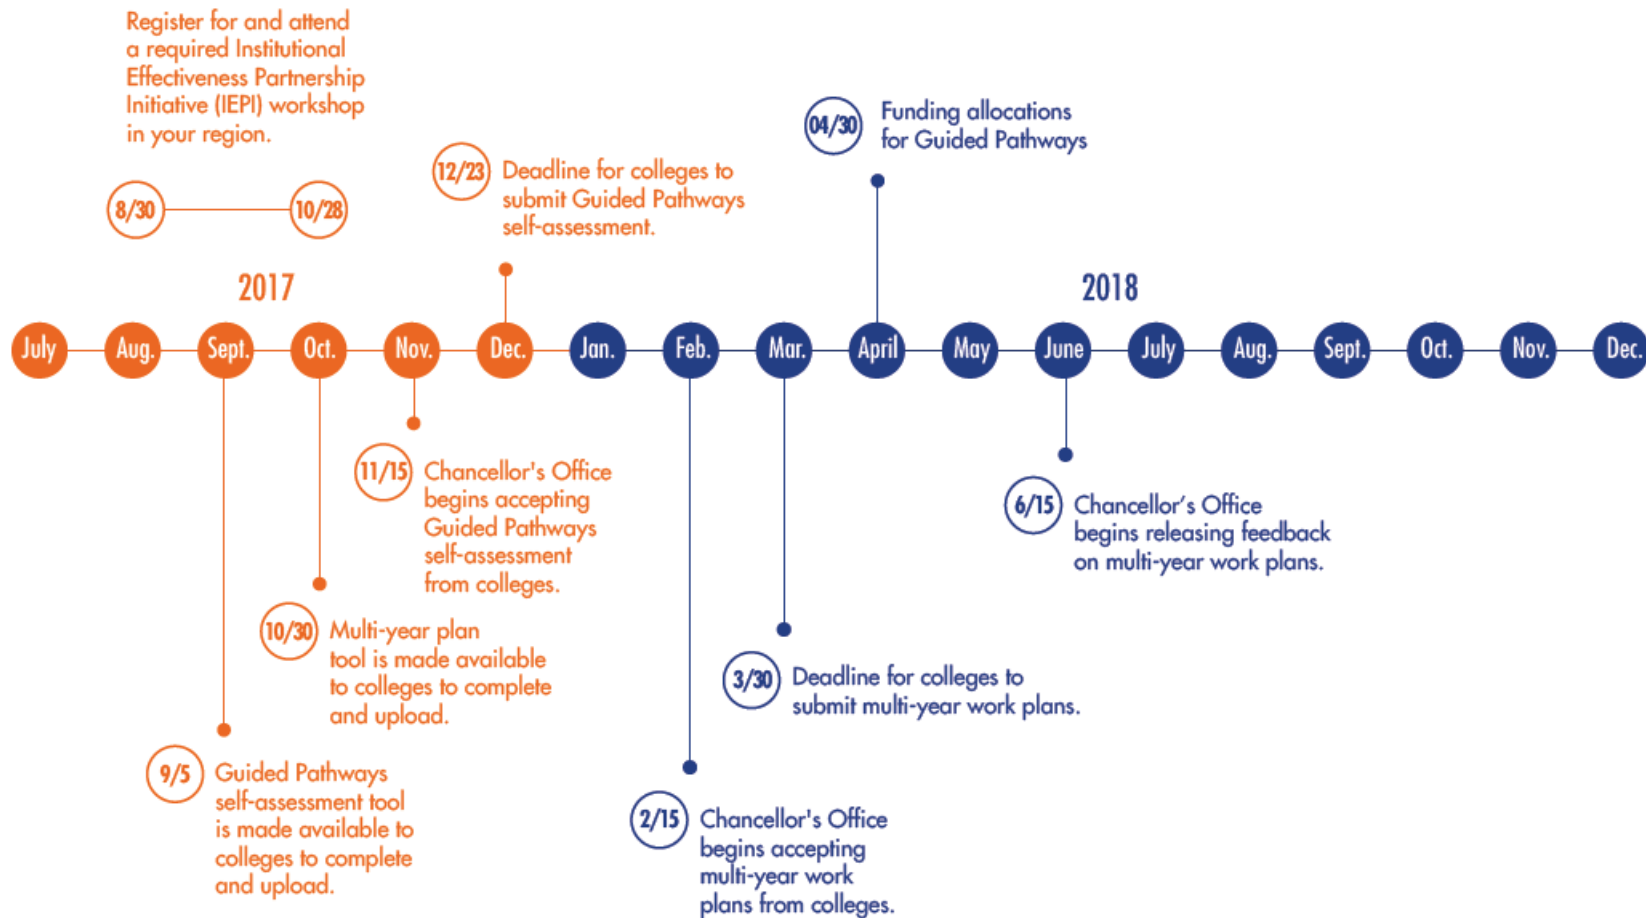 Register for and attend
a required Institutional
Effectiveness Partnership
Initiative (IEPI) workshop
in your region.
8/30
10/28
12/23
Deadline for colleges to
submit Guided Pathways
self-assessment.
04/30
Funding allocations
for Guided Pathways
2017
2018
July
Aug.
Sept.
Oct.
Nov.
Dec.
Jan.
Feb.
Mar.
April
May
June
July
Aug.
Sept.
Oct.
Nov.
Dec.
11/15
Chancellor's Office
begins accepting
Guided Pathways
self-assessment
from colleges.
10/30
Multi-year plan
tool is made available
to colleges to complete
and upload.
9/5
Guided Pathways
self-assessment tool
is made available to
colleges to complete
and upload.
6/15
Chancellor’s Office
begins releasing feedback
on multi-year work plans.
3/30
Deadline for colleges to
submit multi-year work plans.
2/15
Chancellor's Office
begins accepting
multi-year work
plans from colleges.